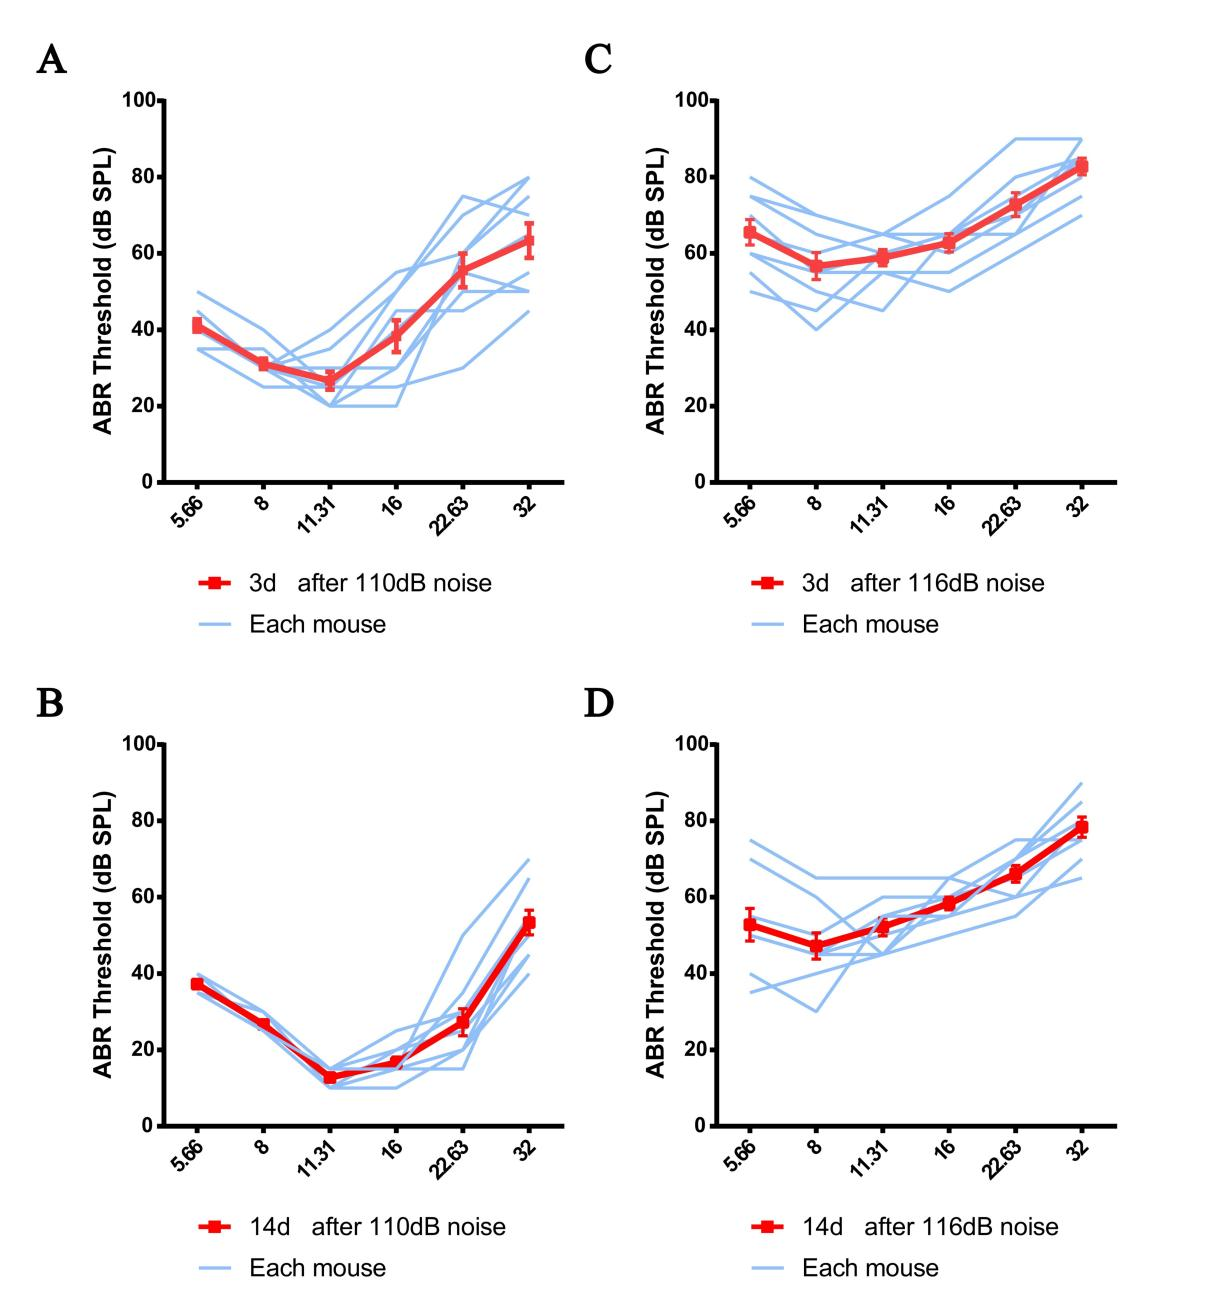 A
ABR Threshold (dB SPL)
100
80
60
40
20
0
5.66 8 11.31 16 22.63 32
3d after 110dB noise
Each mouse
C
ABR Threshold (dB SPL)
100
80
60
40
20
0
5.66 8 11.31 16 22.63 32
3d after 116dB noise
Each mouse
B
ABR Threshold (dB SPL)
100
80
60
40
20
0
5.66 8 11.31 16 22.63 32
14d after 110dB noise
Each mouse
D
ABR Threshold (dB SPL)
100
80
60
40
20
0
5.66 8 11.31 16 22.63 32
14d after 116dB noise
Each mouse